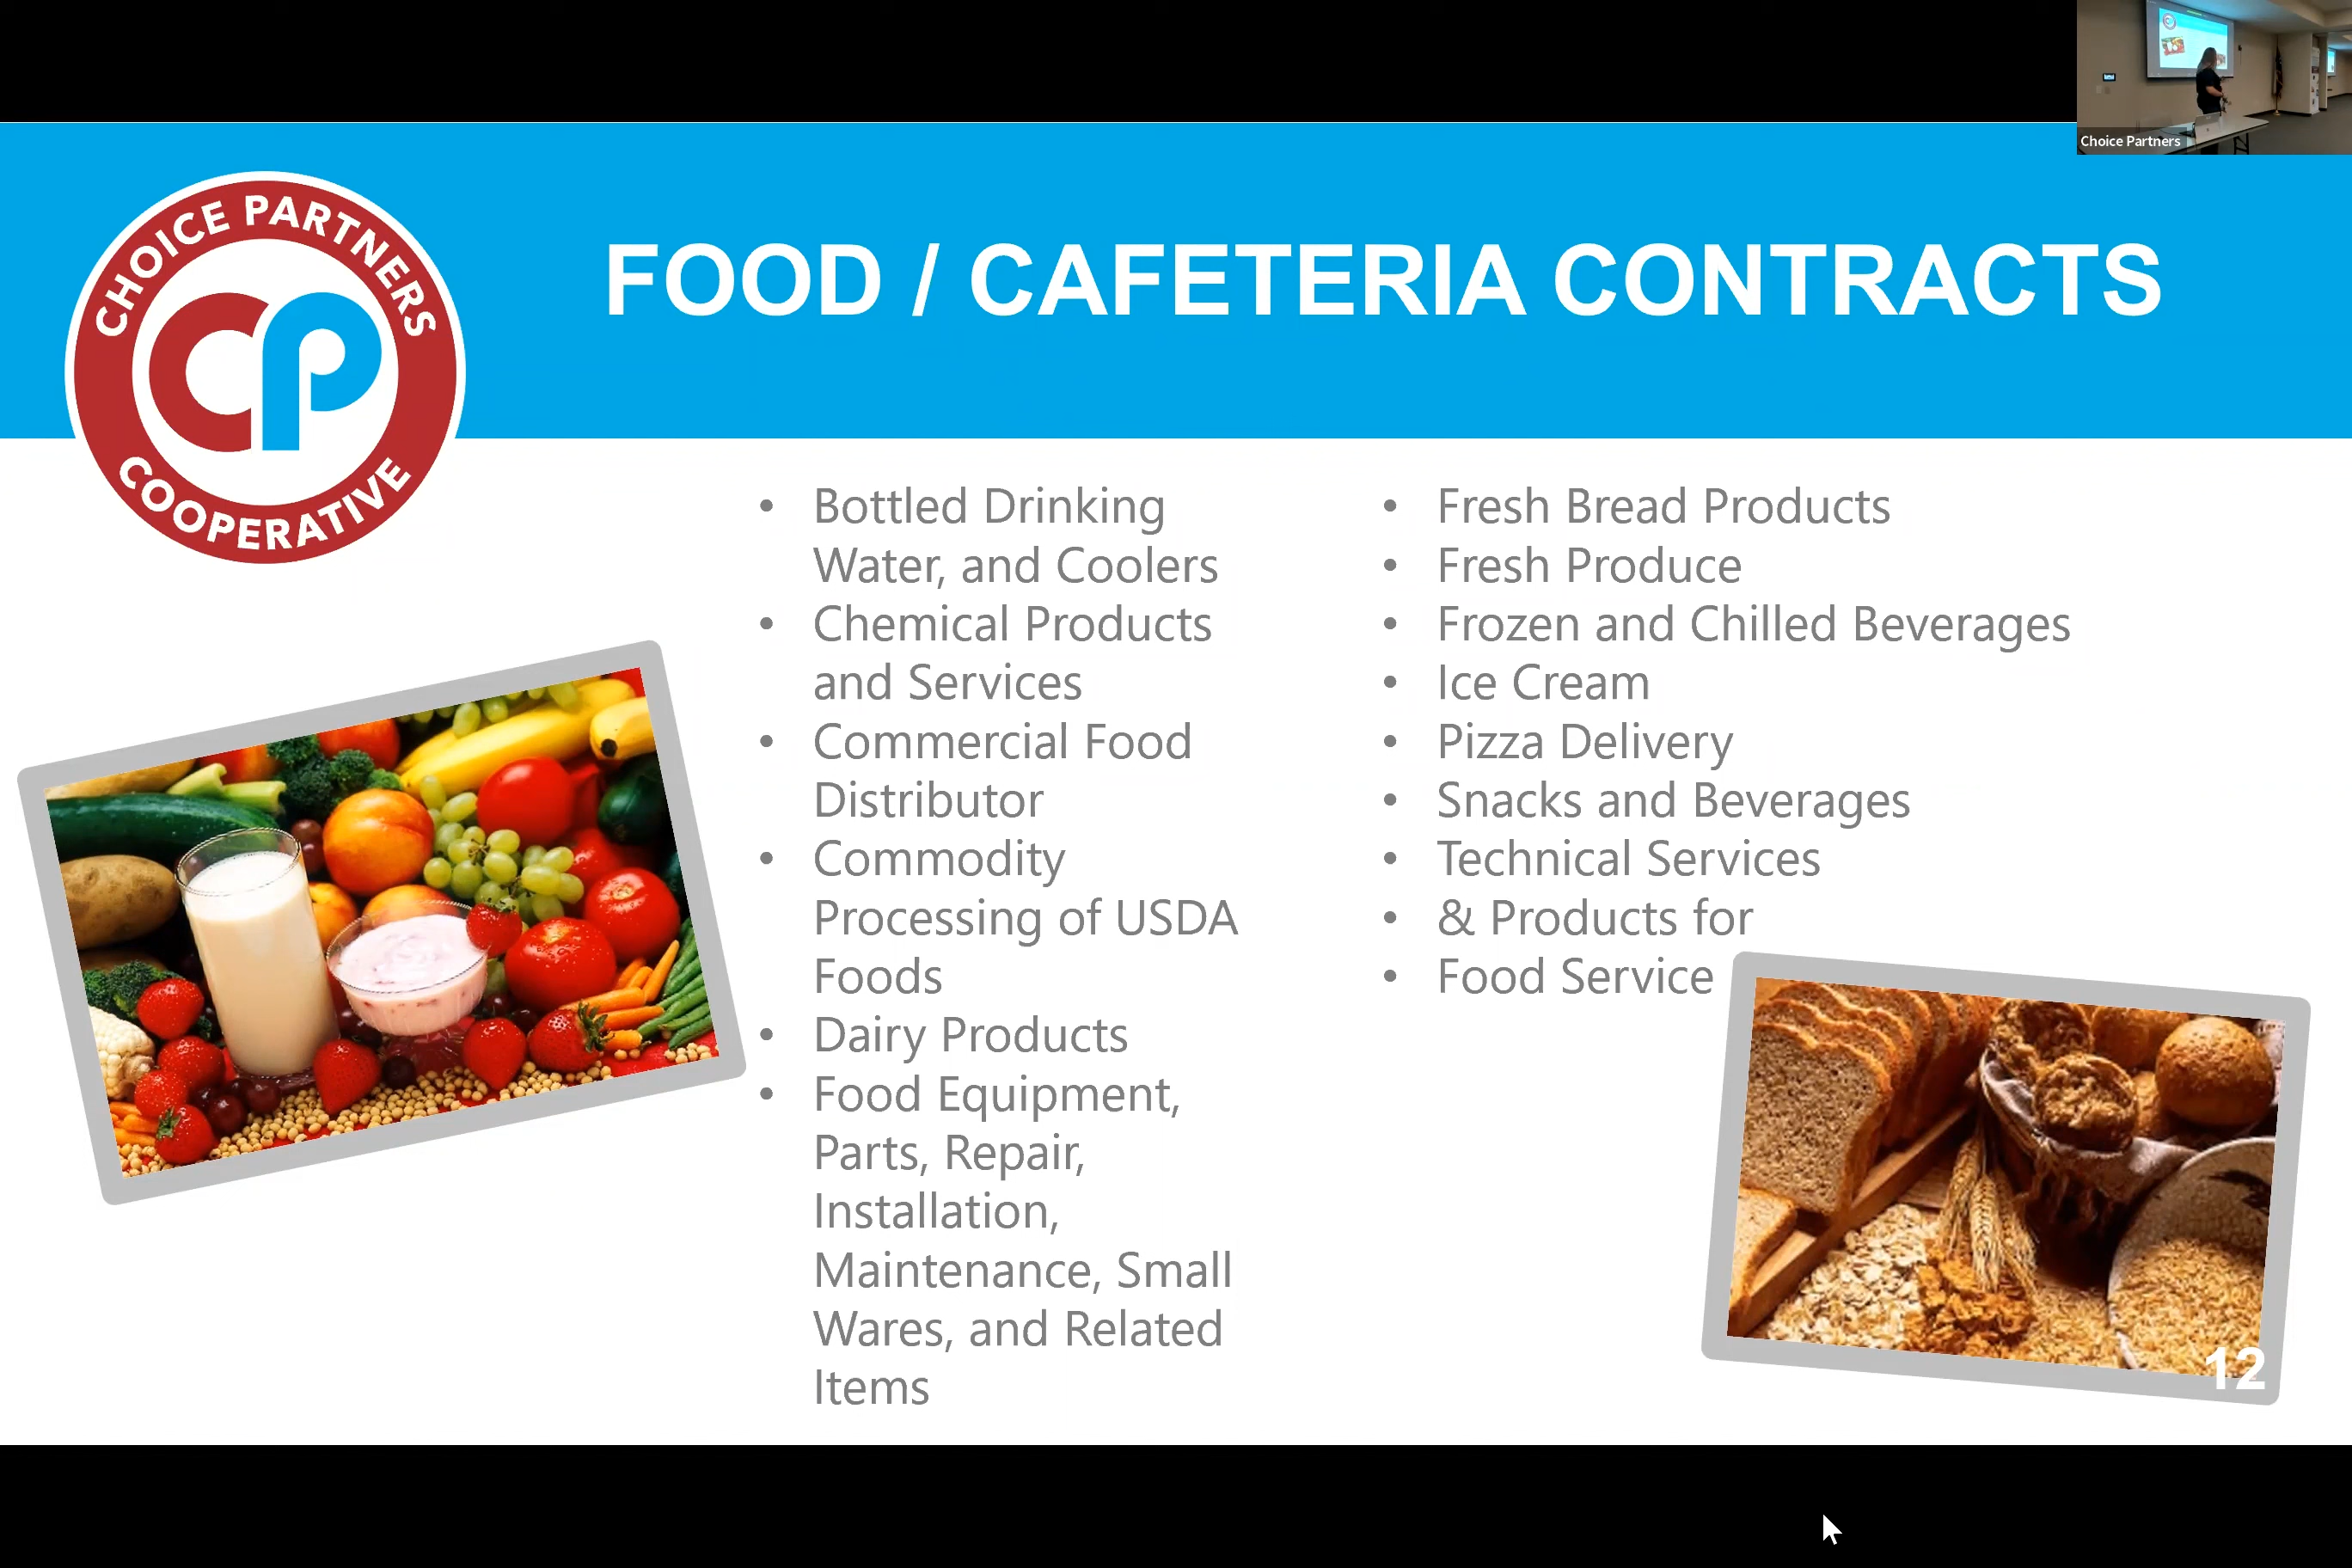 Choice Partners
CHOICE PARTNERS
CP
COOPERATIVE
FOOD / CAFETERIA CONTRACTS
• Bottled Drinking
Water, and Coolers
• Chemical Products
and Services
• Commercial Food
Distributor
• Commodity
Processing of USDA
Foods
• Dairy Products
• Food Equipment,
Parts, Repair,
Installation,
Maintenance, Small
Wares, and Related
Items
• Fresh Bread Products
• Fresh Produce
• Frozen and Chilled Beverages
• Ice Cream
• Pizza Delivery
• Snacks and Beverages
• Technical Services
• & Products for
• Food Service
12